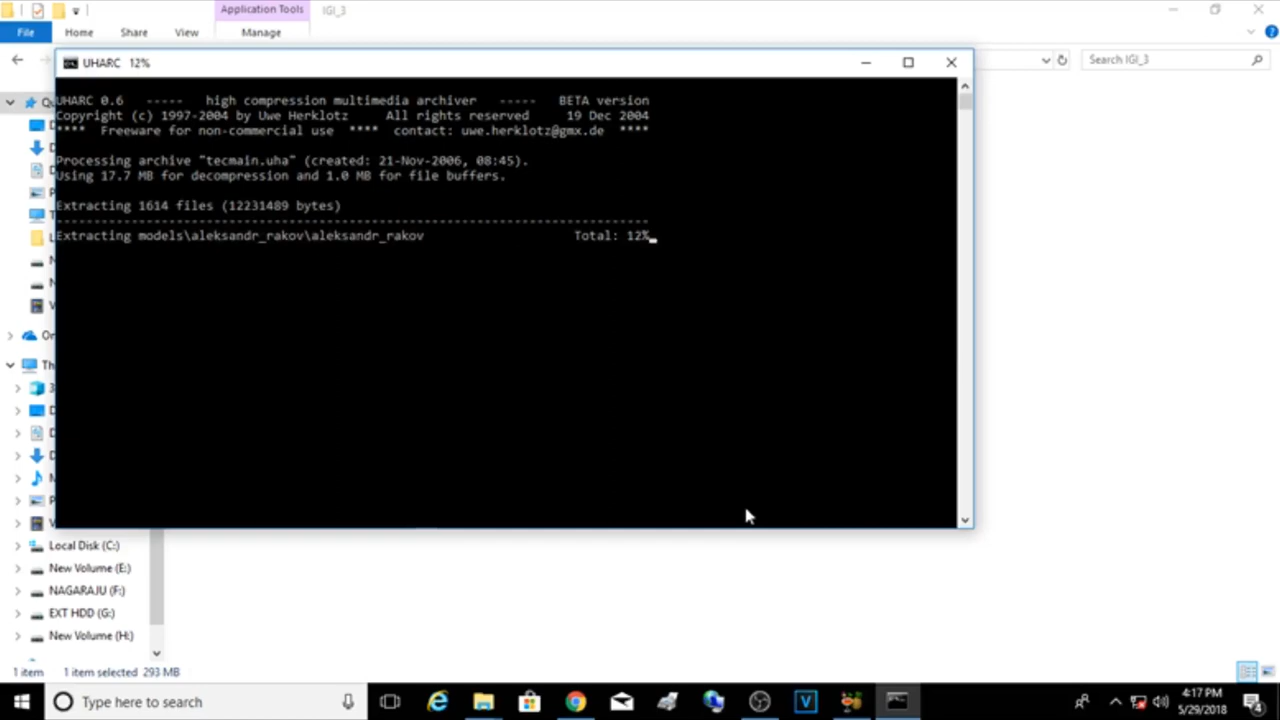 Application Tools
IGI_3
File
Home
Share
View
Manage
Search IGI_3
UHARC 12%
UHARC 0.6 ----- high compression multimedia archiver ----- BETA version
Copyright (c) 1997-2004 by Uwe Herklotz All rights reserved 19 Dec 2004
**** Freeware for non-commercial use **** contact: uwe.herklotz@gmx.de ****
Processing archive "tecmain.uha" (created: 21-Nov-2006, 08:45).
Using 17.7 MB for decompression and 1.0 MB for file buffers.
Extracting 1614 files (12231489 bytes)
-------------------------------------------------------------------------------
Extracting models\aleksandr_rakov\aleksandr_rakov Total: 12%
Local Disk (C:)
New Volume (E:)
NAGARAJU (F:)
EXT HDD (G:)
New Volume (H:)
1 item
1 item selected 293 MB
Type here to search
4:17 PM
5/29/2018
4